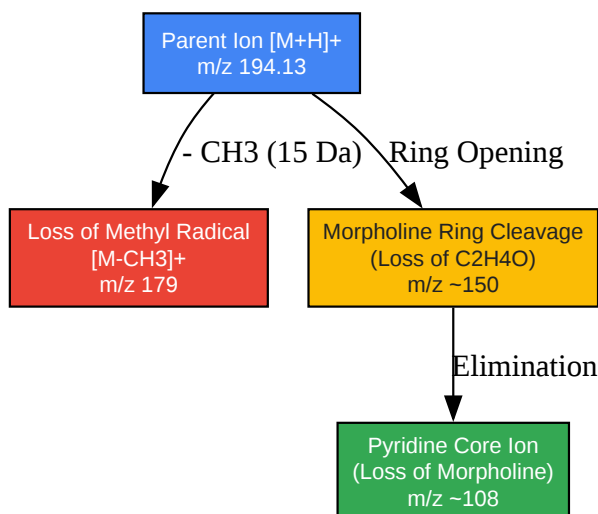 Parent Ion [M+H]+
m/z 194.13
- CH3 (15 Da)
Ring Opening
Loss of Methyl Radical
[M-CH3]+
m/z 179
Morpholine Ring Cleavage
(Loss of C2H4O)
m/z ~150
Elimination
Pyridine Core Ion
(Loss of Morpholine)
m/z ~108